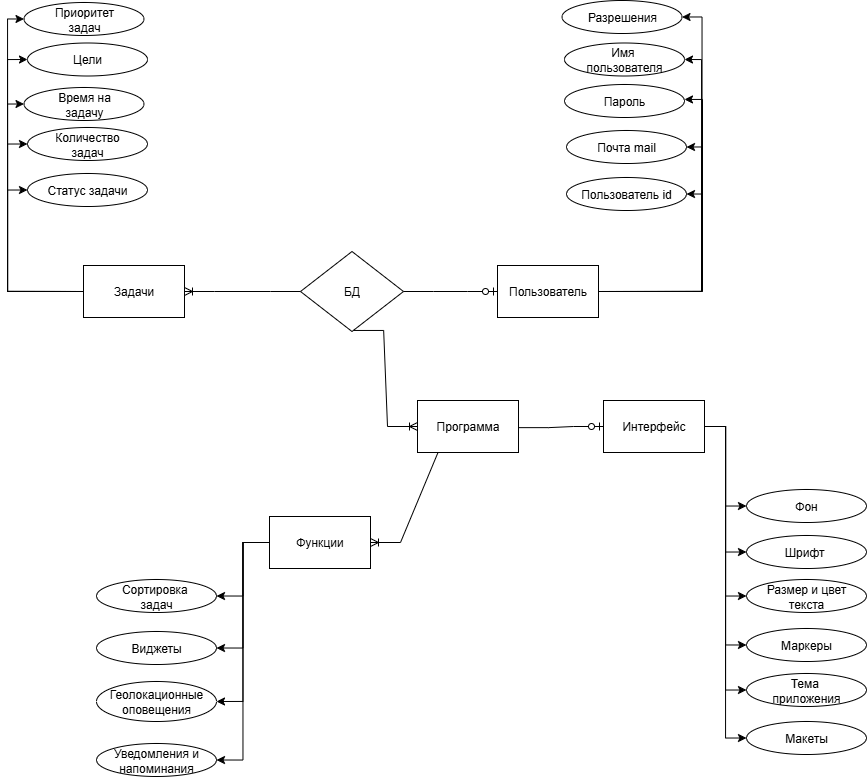 Приоритет
задач
Цели
Время на
задачу
Количество
задач
Статус задачи
Разрешения
Имя
пользователя
Пароль
Почта mail
Пользователь id
Задачи
БД
Пользователь
Программа
Интерфейс
Функции
Сортировка
задач
Виджеты
Геолокационные
оповещения
Уведомления и
напоминания
Фон
Шрифт
Размер и цвет
текста
Маркеры
Тема
приложения
Макеты